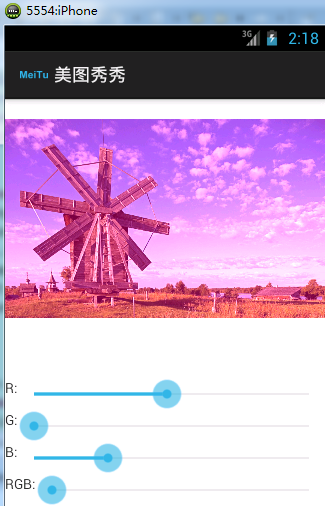 5554:iPhone
3G 2:18
MeiTu 美图秀秀
R:
G:
B:
RGB: